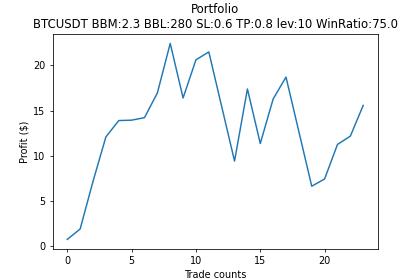 Portfolio
BTCUSDT BBM:2.3 BBL:280 SL:0.6 TP:0.8 lev:10 WinRatio:75.0
20
15
10
5
0
Profit ($)
0 5 10 15 20
Trade counts